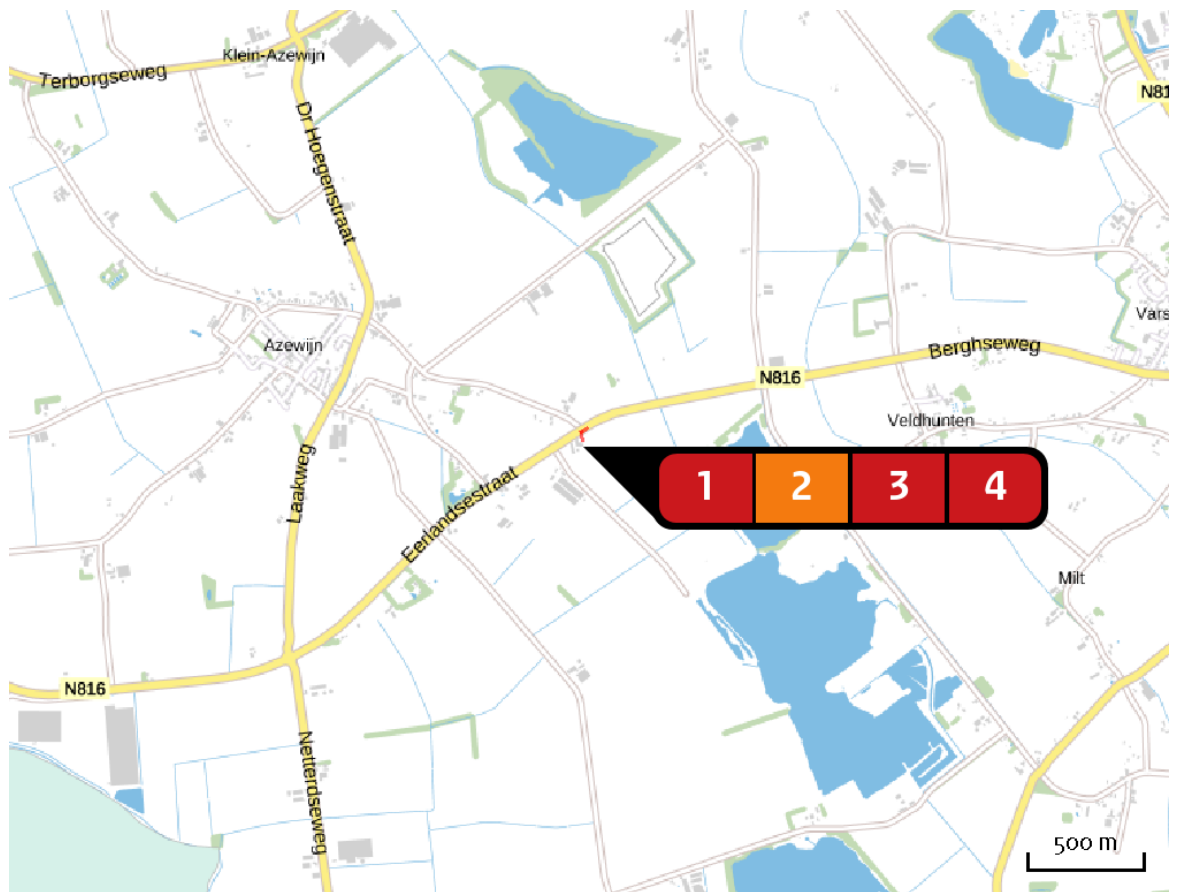 Klein-Azewijn
Terborgseweg
N81
Dr Hoegenstraat
Vars
Azewijn
Berghseweg
N816
Veldhunten
Laakweg
1 2 3 4
Eerlandsestraat
Milt
N816
Netterdseweg
500 m